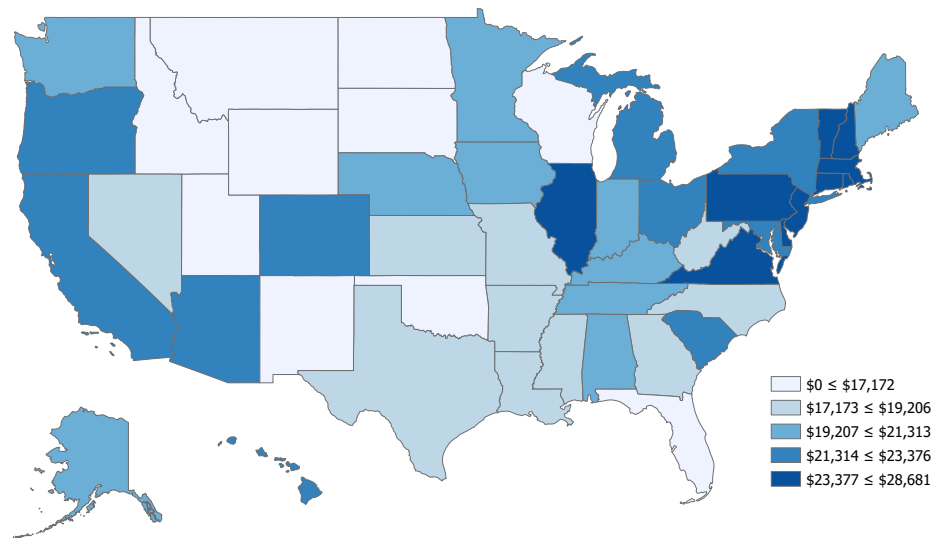 $0 ≤ $17,172
$17,173 ≤ $19,206
$19,207 ≤ $21,313
$21,314 ≤ $23,376
$23,377 ≤ $28,681